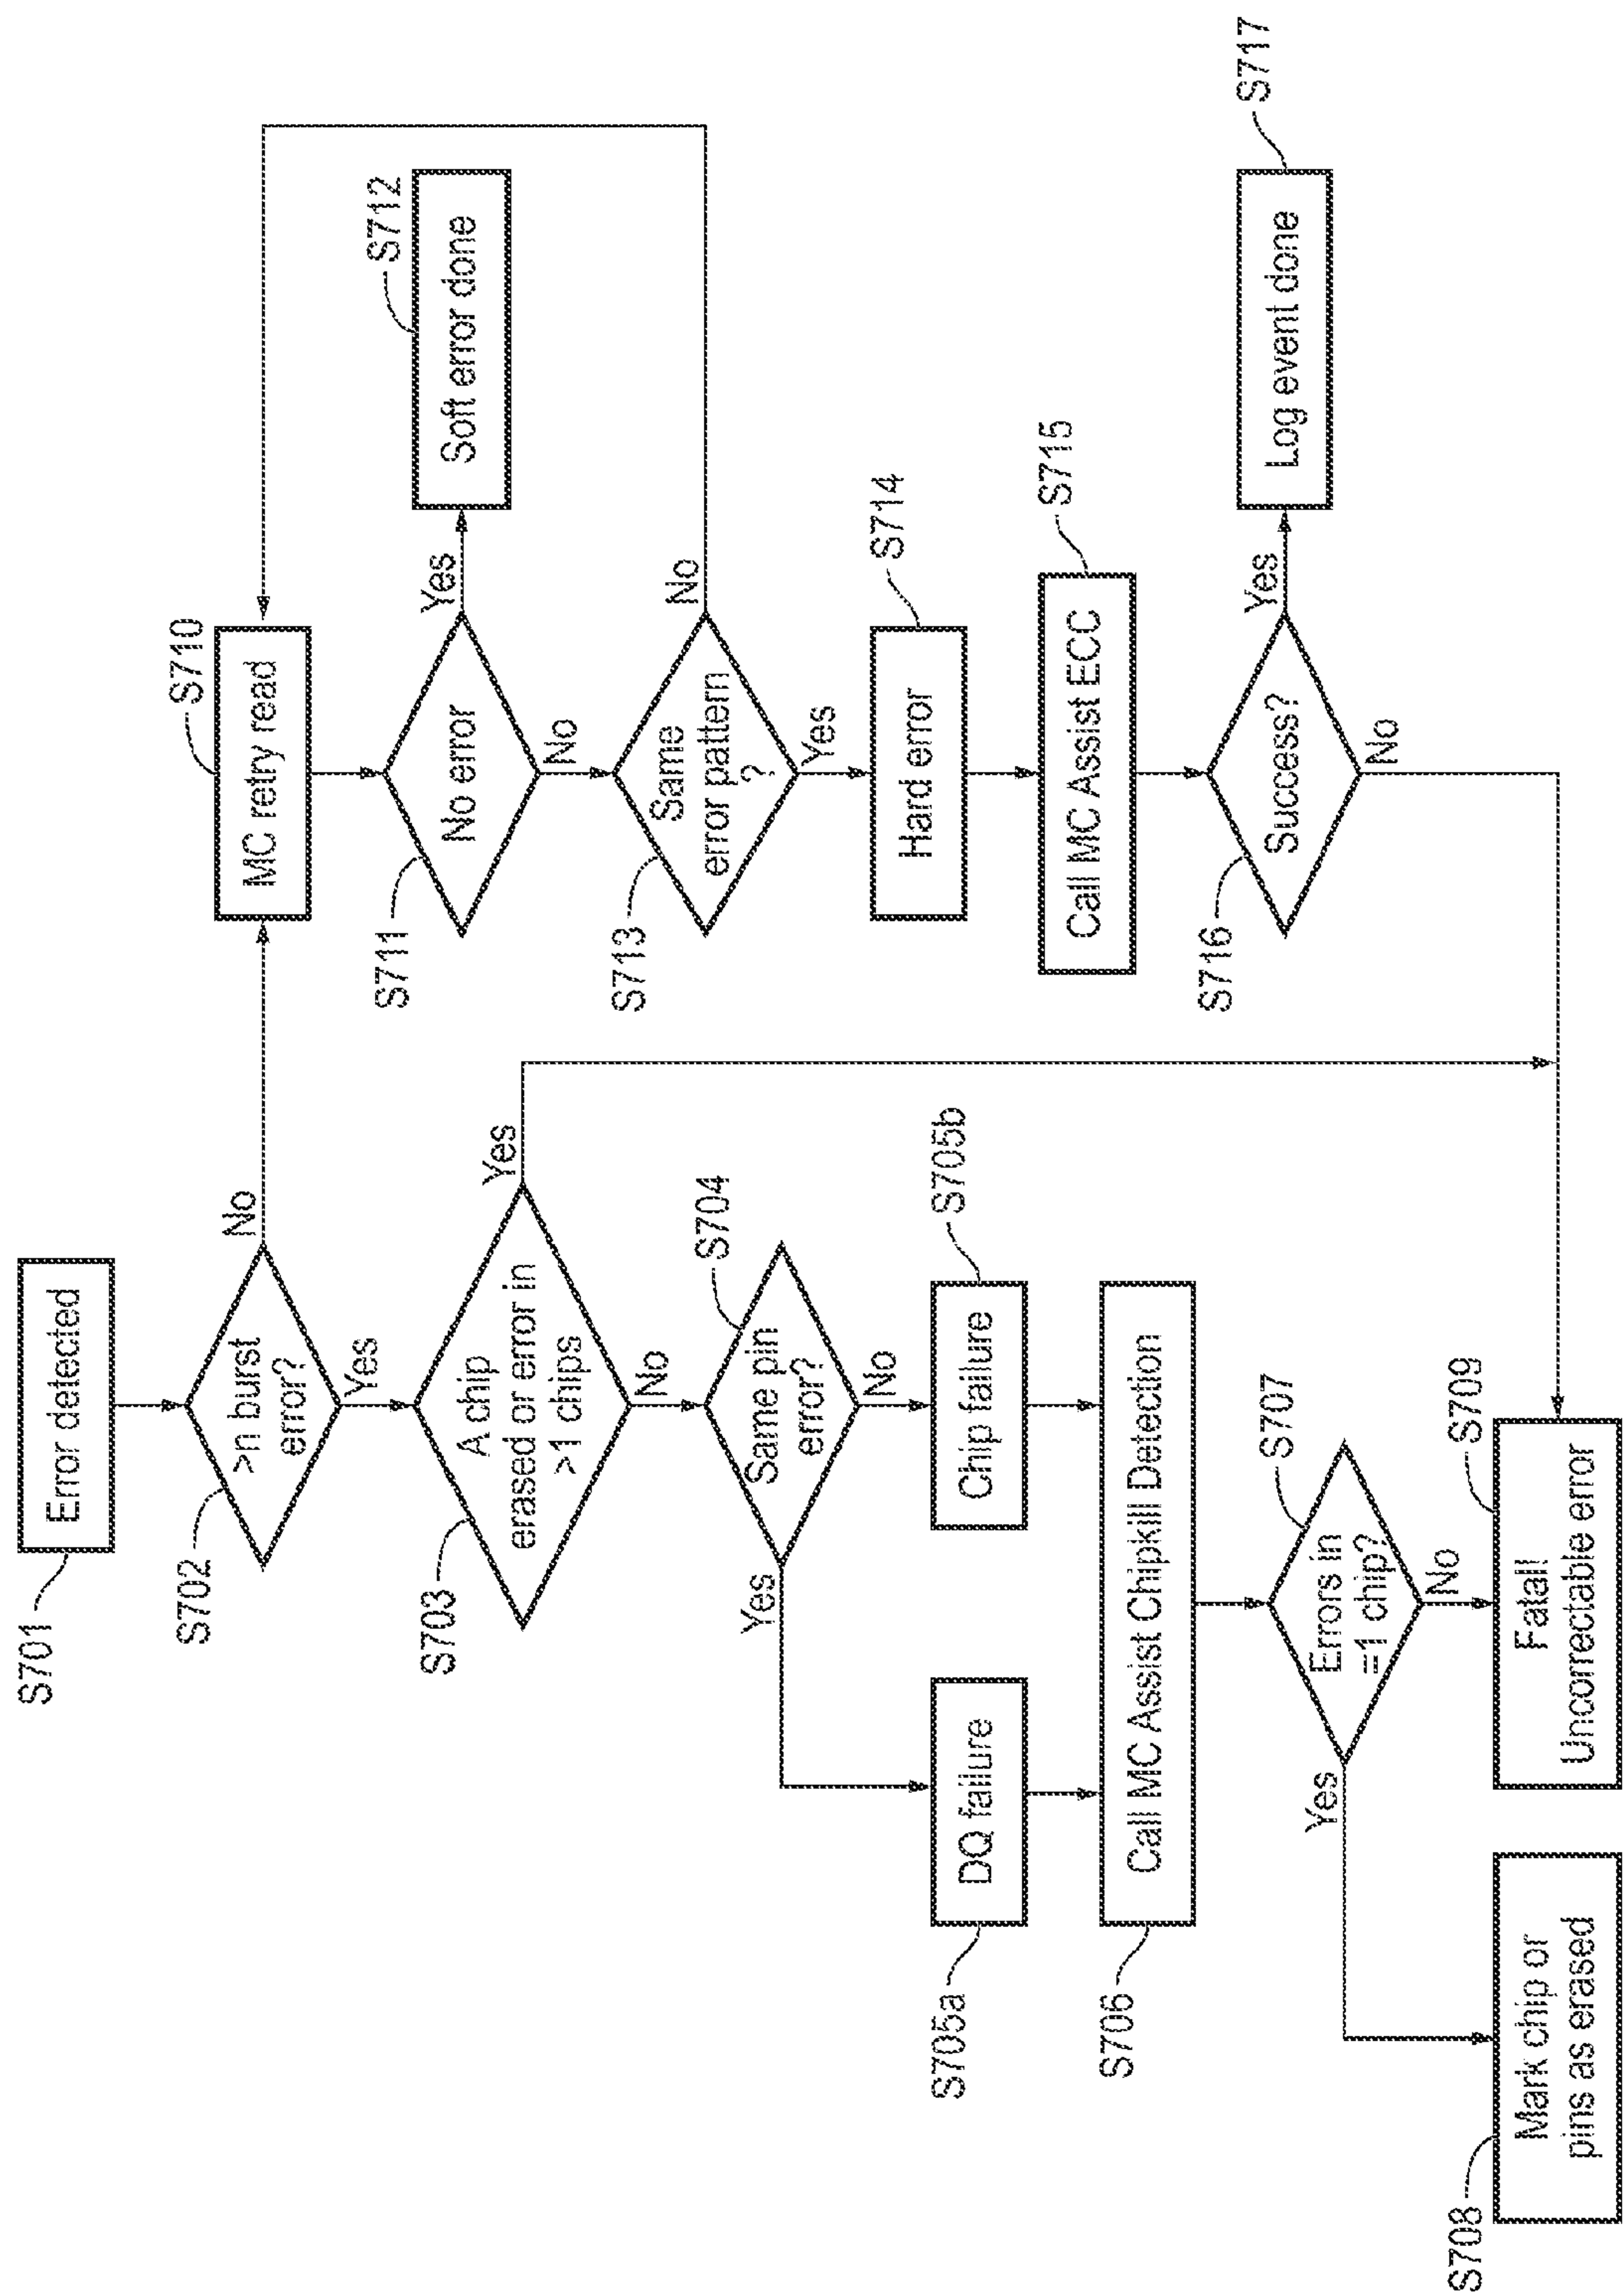 S701
Error detected
S702
>n burst
error?
No
Yes
S703
A chip
erased or error in
>1 chips
Yes
No
S704
Same pin
error?
Yes
No
S705a
DQ failure
S705b
Chip failure
S706
Call MC Assist Chipkill Detection
S707
Errors in
=1 chip?
Yes
No
S708
Mark chip or
pins as erased
S709
Fatal!
Uncorrectable error
S710
MC retry read
S711
No error
Yes
No
S712
Soft error done
S713
Same
error pattern
?
No
Yes
S714
Hard error
S715
Call MC Assist ECC
S716
Success?
Yes
No
S717
Log event done